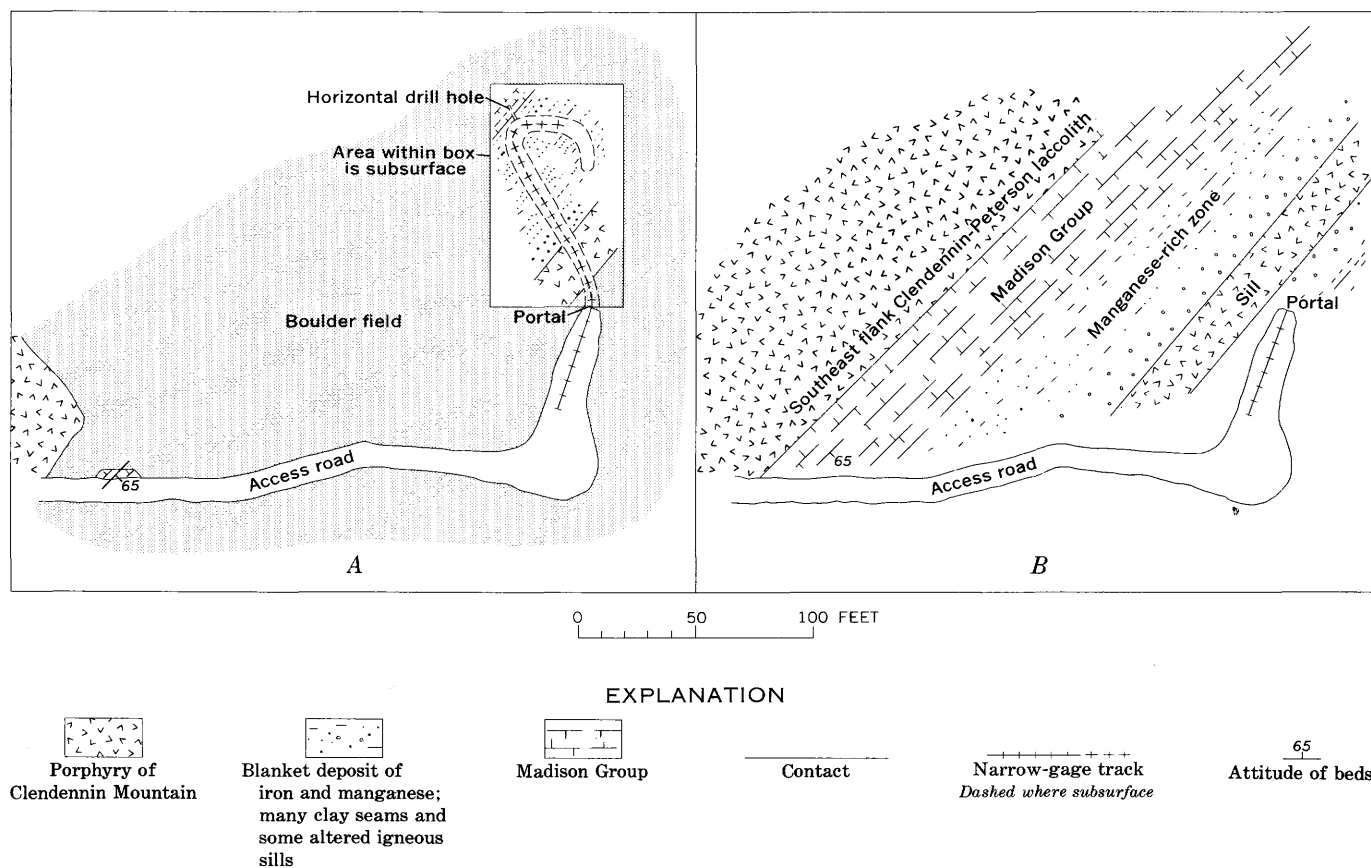 Horizontal drill hole
Area within box
is subsurface
Boulder field
Portal
65
Access road
A
Southeast flank Clendennin-Peterson laccolith
Madison Group
Manganese-rich zone
Sill
Portal
65
Access road
B
0 50 100 FEET
EXPLANATION
Porphyry of
Clendennin Mountain
Blanket deposit of
iron and manganese;
many clay seams and
some altered igneous
sills
Madison Group
Contact
Narrow-gage track
Dashed where subsurface
65
Attitude of beds